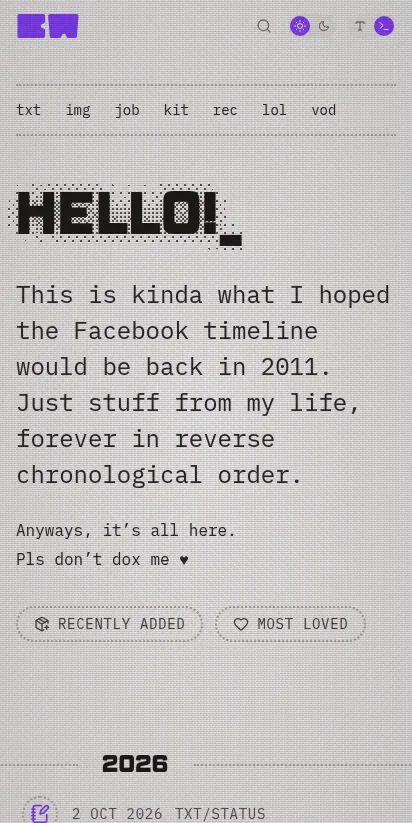 BW
txt img job kit rec lol vod
HELLO!_
This is kinda what I hoped
the Facebook timeline
would be back in 2011.
Just stuff from my life,
forever in reverse
chronological order.
Anyways, it’s all here.
Pls don’t dox me ♥
RECENTLY ADDED MOST LOVED
2026
2 OCT 2026 TXT/STATUS